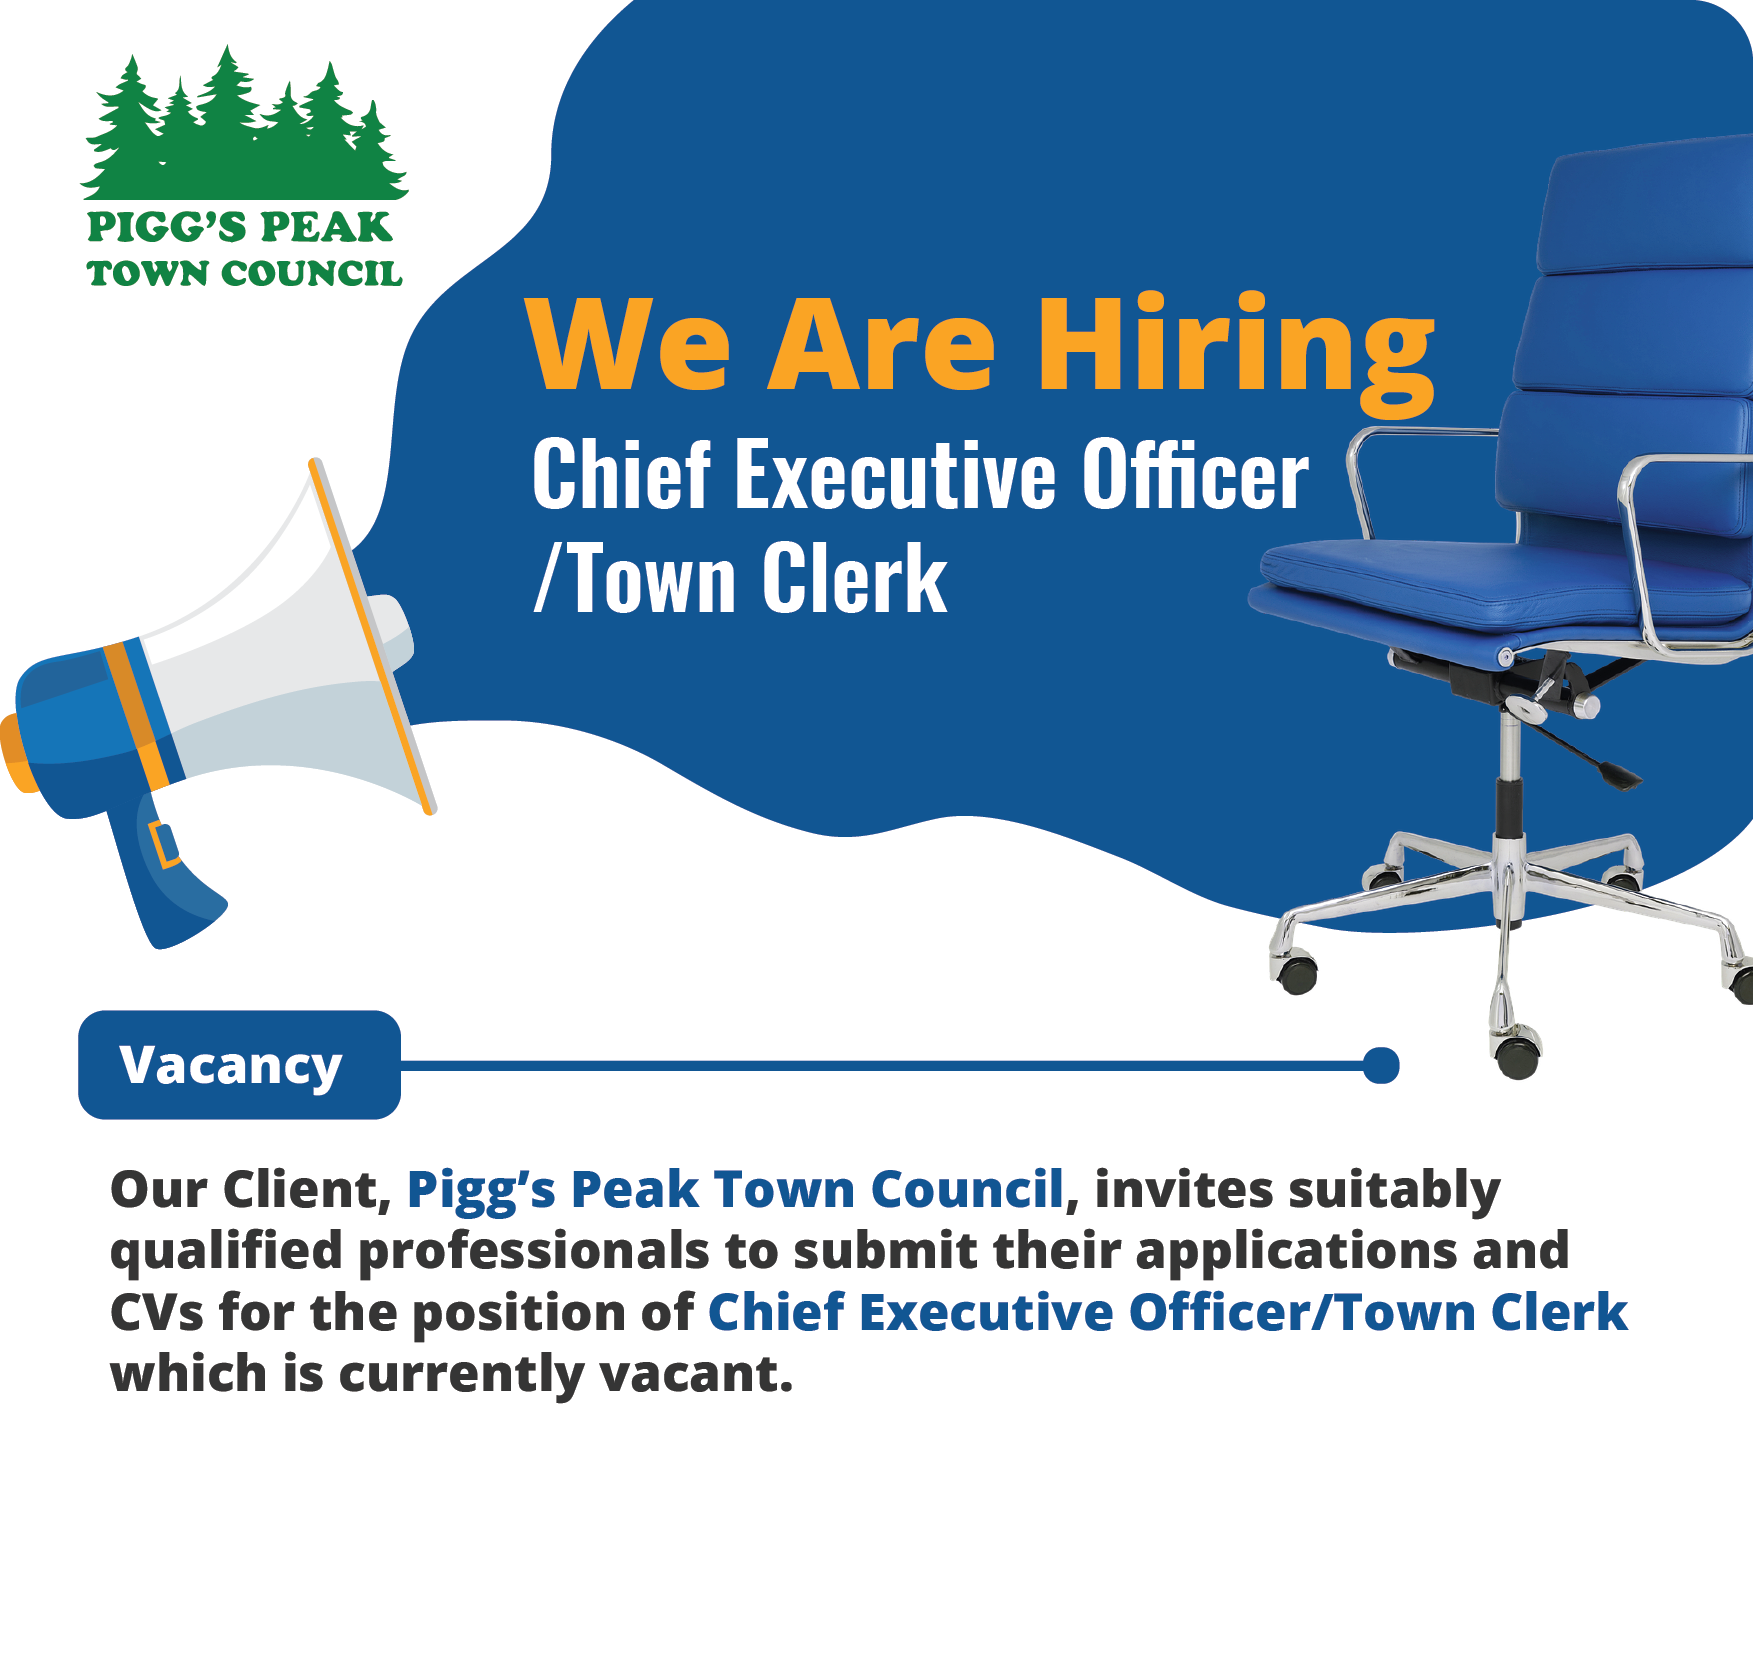 PIGG'S PEAK
TOWN COUNCIL
We Are Hiring
Chief Executive Officer
/Town Clerk
Vacancy
Our Client, Pigg's Peak Town Council, invites suitably
qualified professionals to submit their applications and
CVs for the position of Chief Executive Officer/Town Clerk
which is currently vacant.